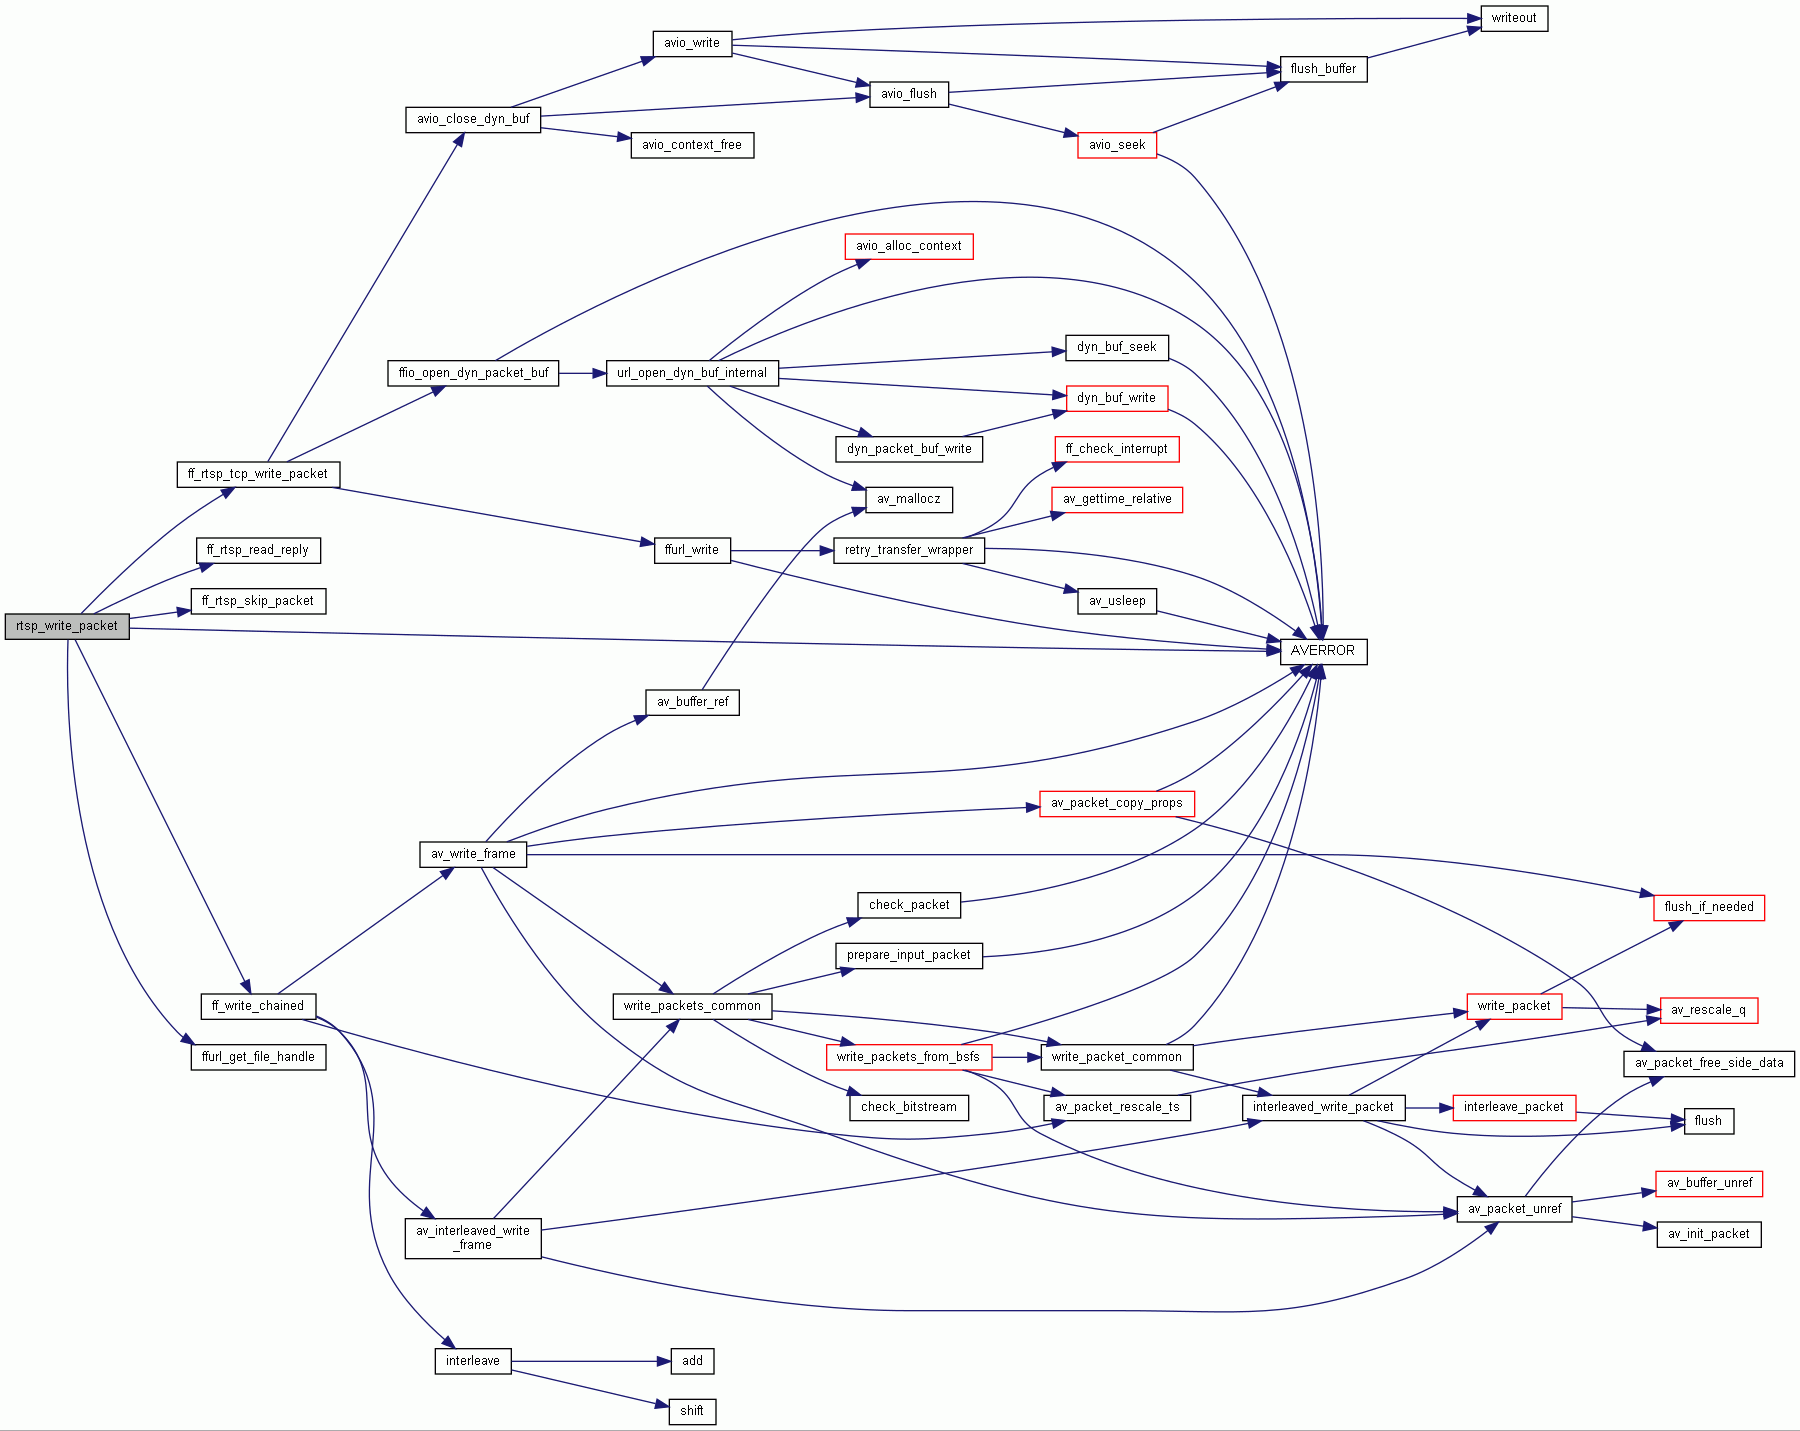 writeout
avio_write
flush_buffer
avio_flush
avio_close_dyn_buf
avio_context_free
avio_seek
avio_alloc_context
dyn_buf_seek
ffio_open_dyn_packet_buf
url_open_dyn_buf_internal
dyn_buf_write
dyn_packet_buf_write
ff_check_interrupt
ff_rtsp_tcp_write_packet
av_mallocz
av_gettime_relative
ff_rtsp_read_reply
ffurl_write
retry_transfer_wrapper
ff_rtsp_skip_packet
av_usleep
rtsp_write_packet
AVERROR
av_buffer_ref
av_packet_copy_props
av_write_frame
check_packet
flush_if_needed
prepare_input_packet
ff_write_chained
write_packets_common
write_packet
av_rescale_q
ffurl_get_file_handle
write_packets_from_bsfs
write_packet_common
av_packet_free_side_data
check_bitstream
av_packet_rescale_ts
interleaved_write_packet
interleave_packet
flush
av_buffer_unref
av_packet_unref
av_interleaved_write
_frame
av_init_packet
interleave
add
shift